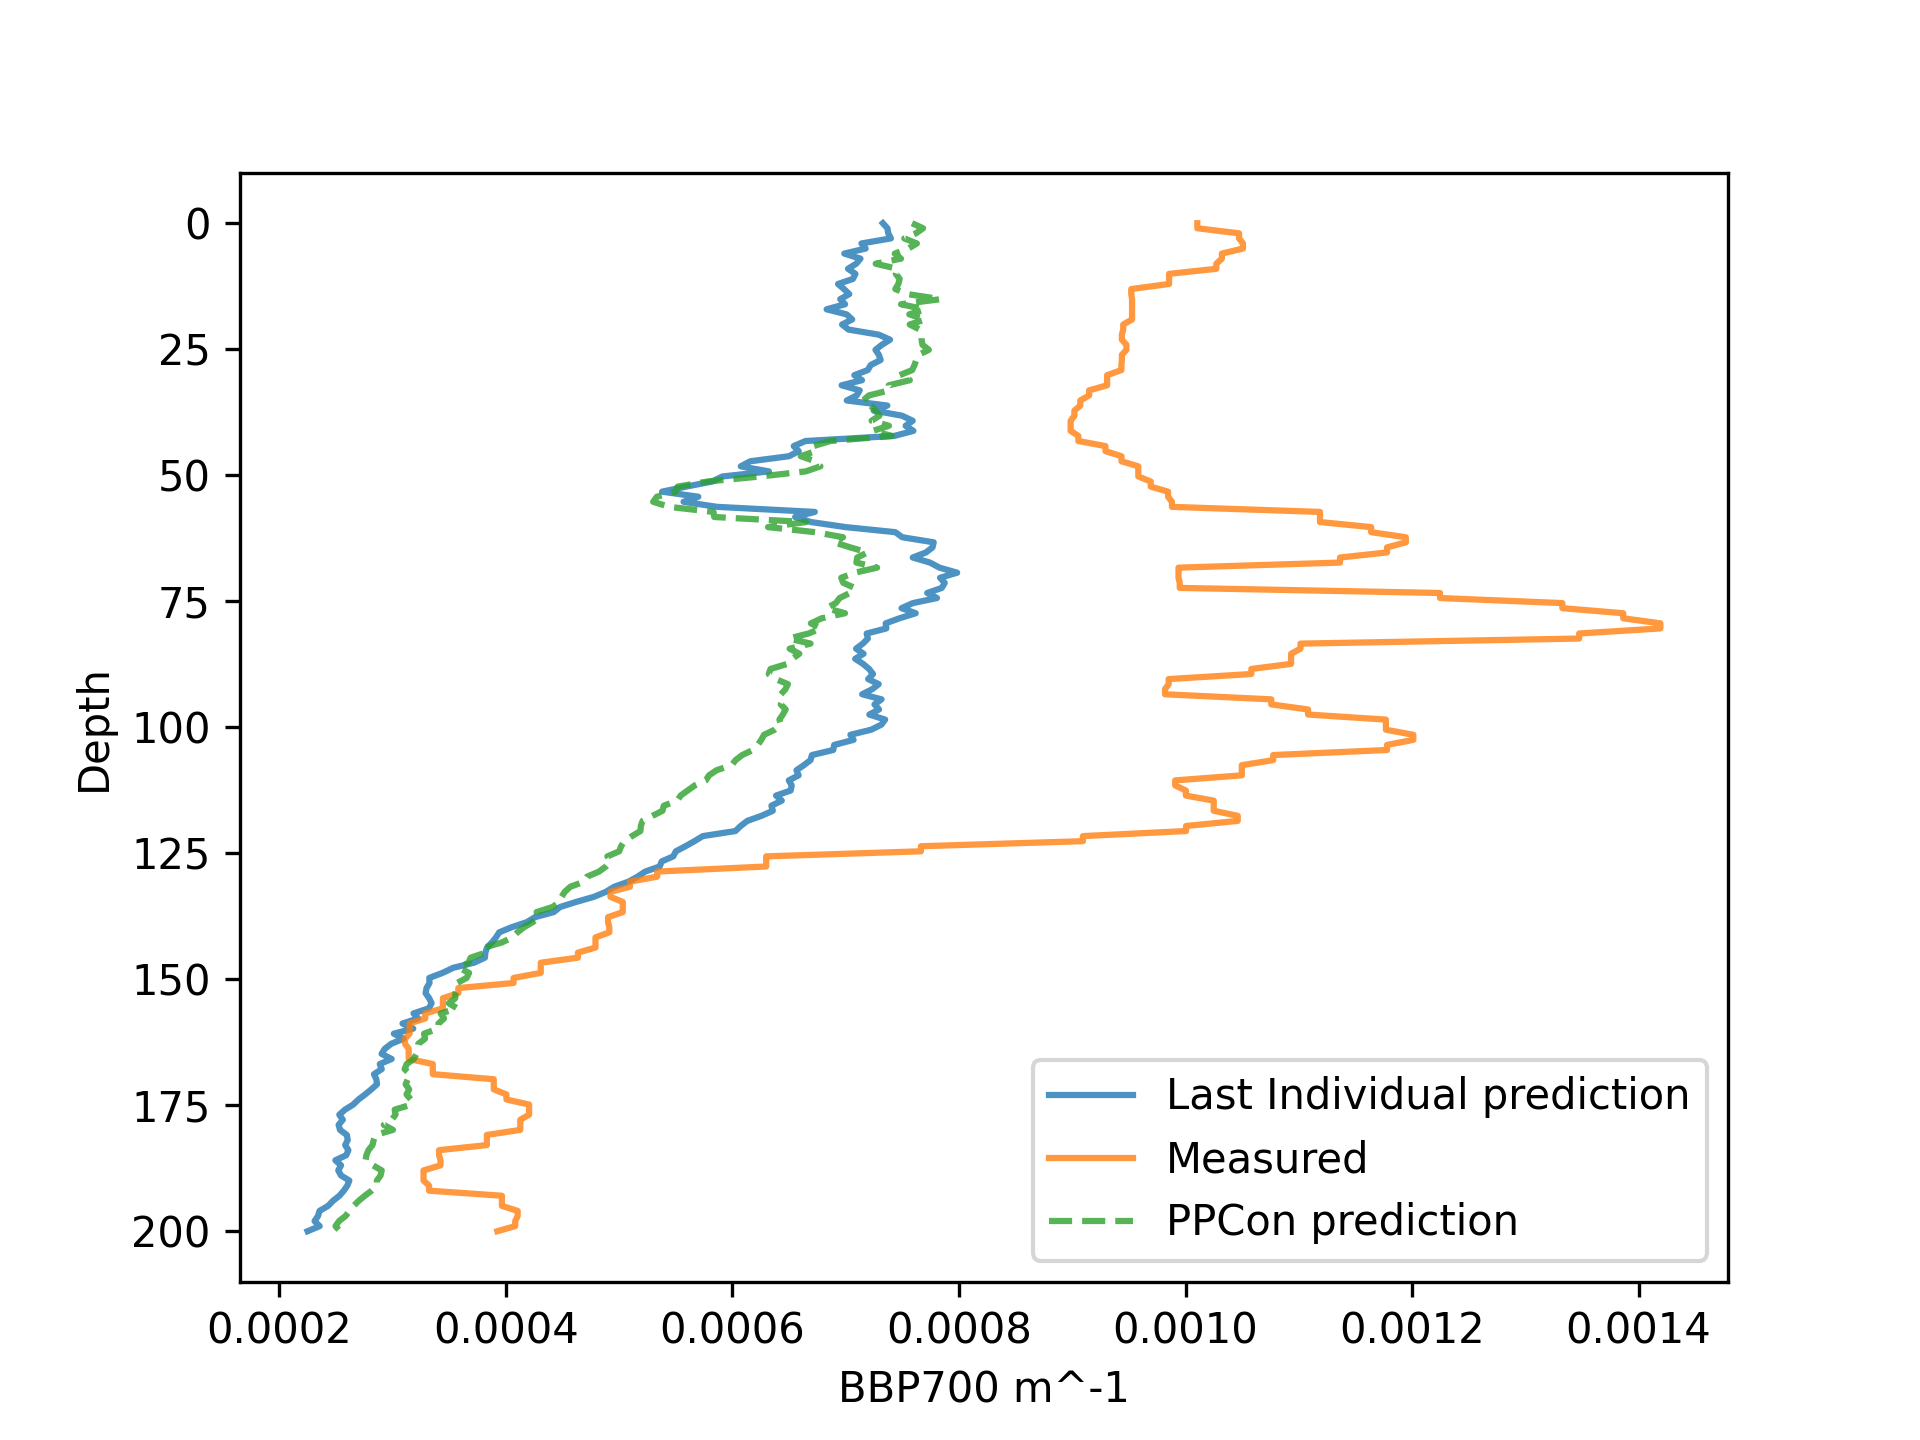 0
25
50
75
100
125
150
175
200
Depth
0.0002 0.0004 0.0006 0.0008 0.0010 0.0012 0.0014
BBP700 m^-1
Last Individual prediction
Measured
PPCon prediction